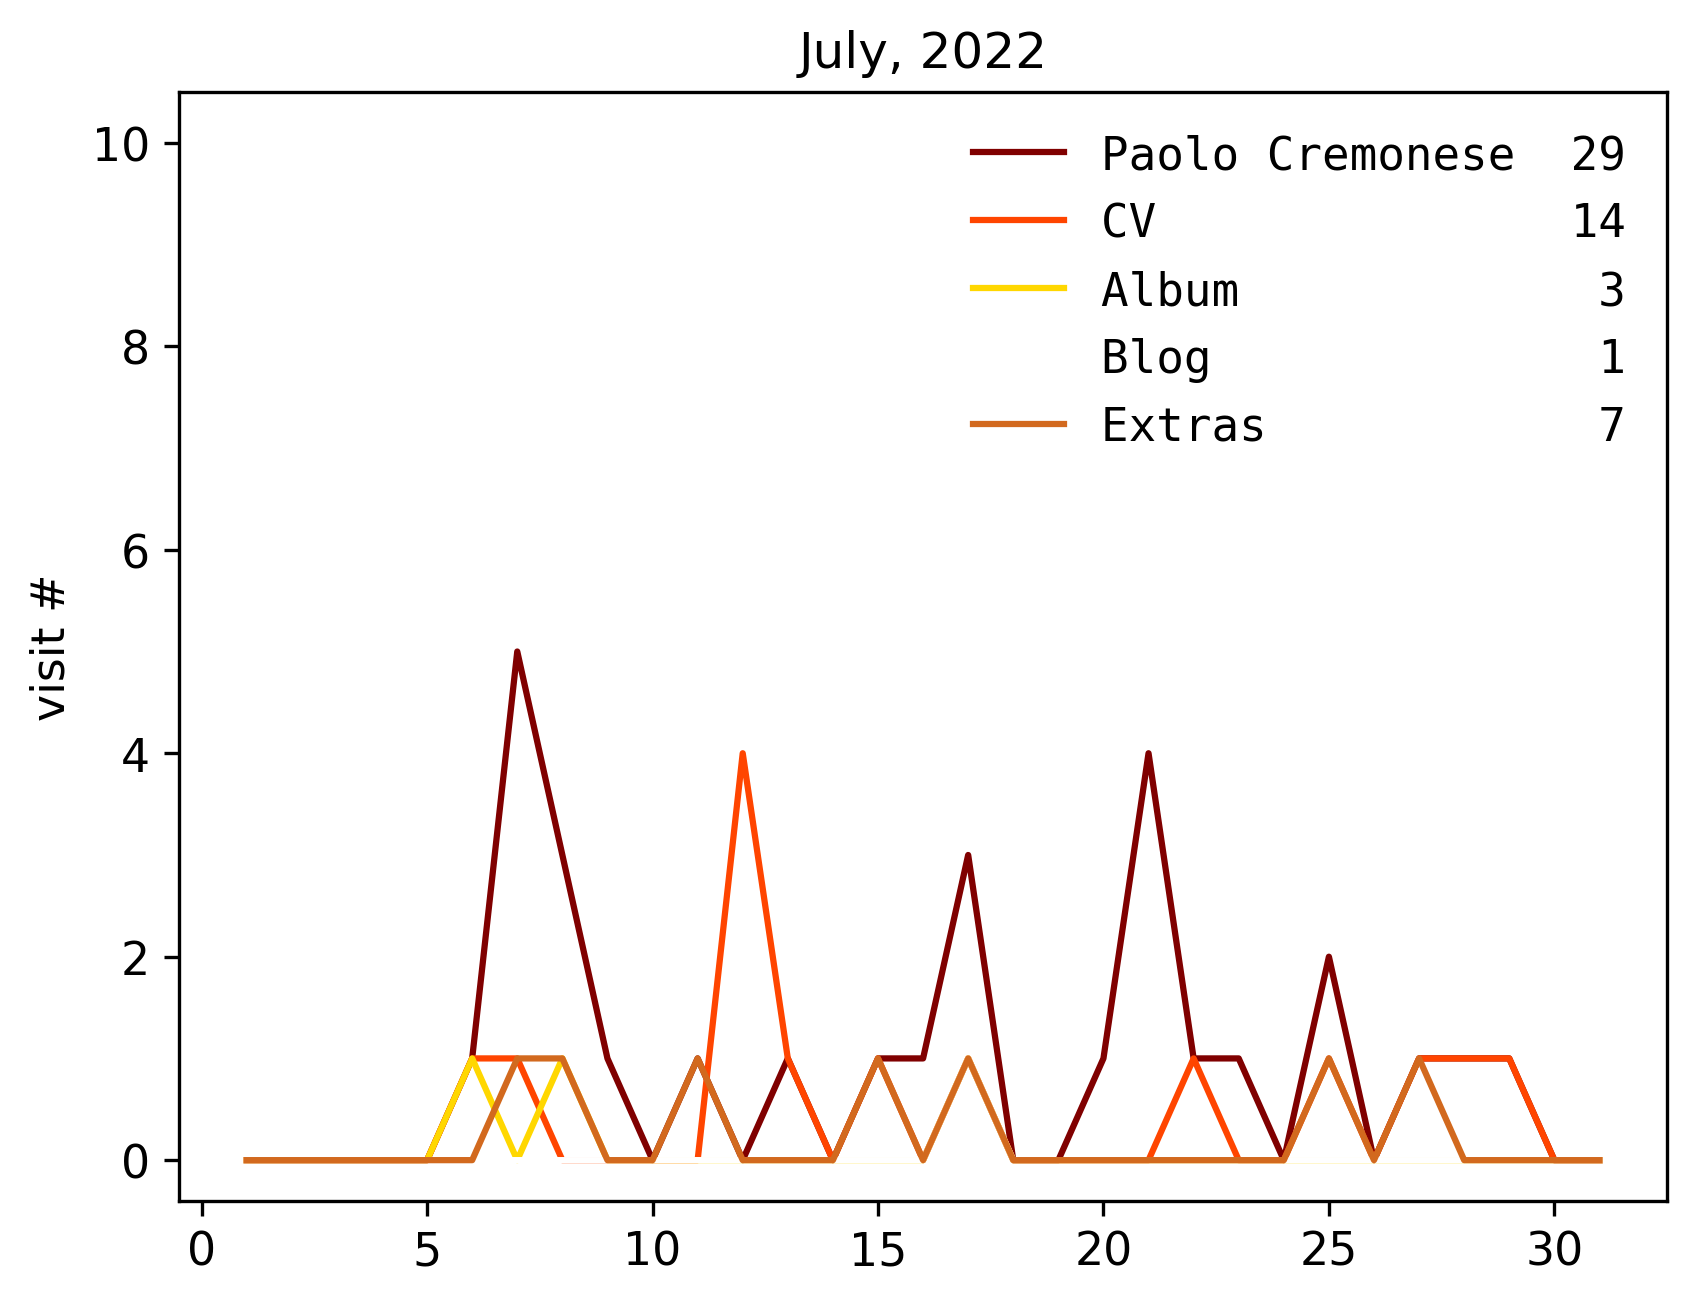 July, 2022
10
8
6
4
2
0
visit #
Paolo Cremonese 29
CV 14
Album 3
Blog 1
Extras 7
0 5 10 15 20 25 30